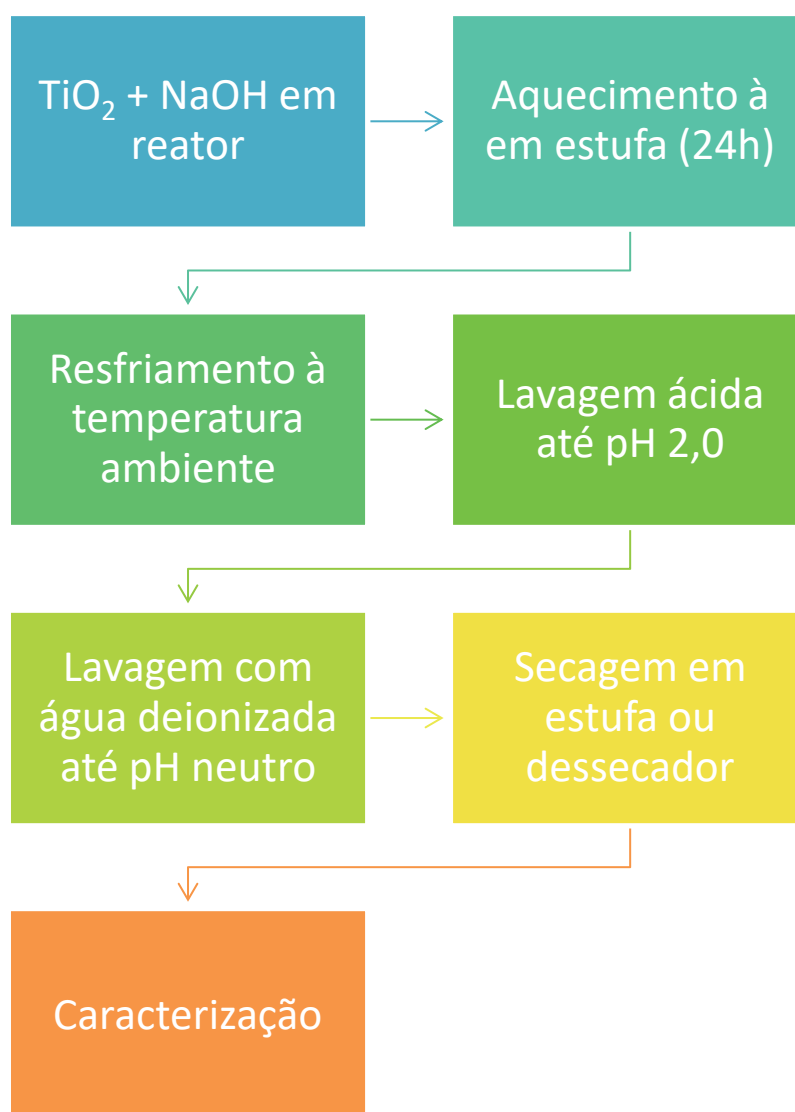 TiO₂ + NaOH em
reator
Aquecimento à
em estufa (24h)
Resfriamento à
temperatura
ambiente
Lavagem ácida
até pH 2,0
Lavagem com
água deionizada
até pH neutro
Secagem em
estufa ou
dessecador
Caracterização